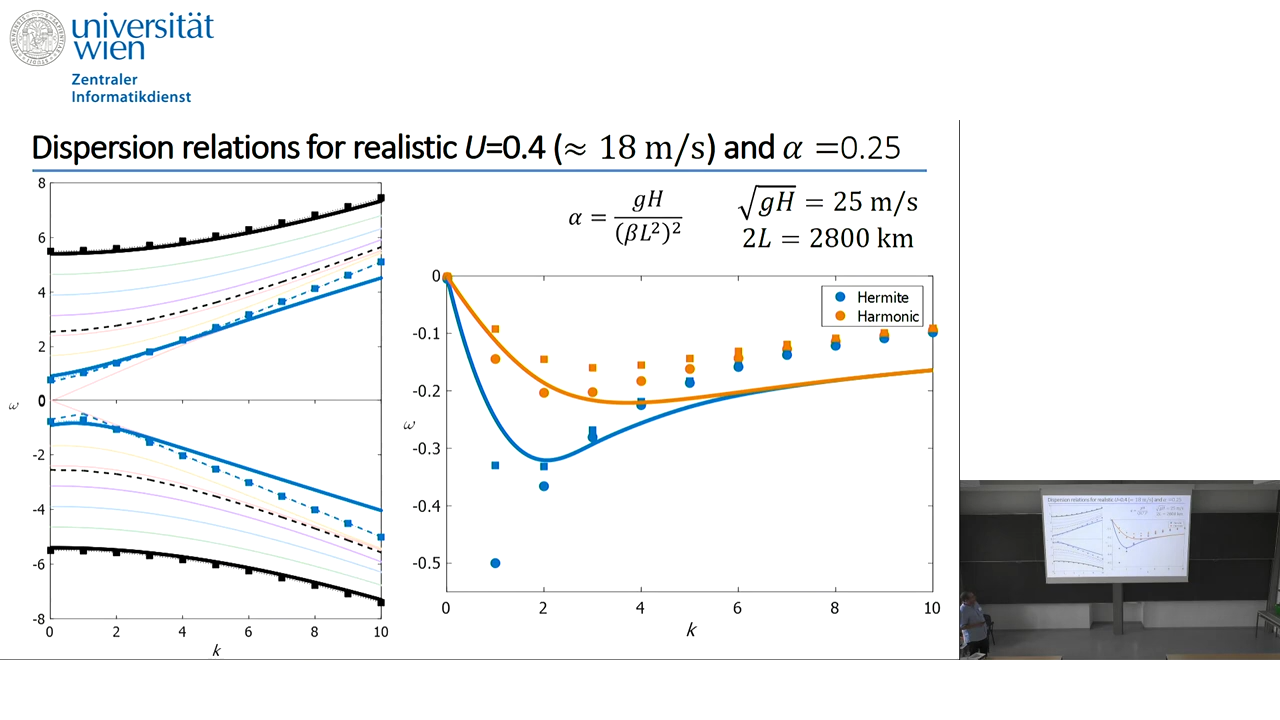 universität
wien
Zentraler
Informatikdienst
Dispersion relations for realistic U=0.4 (≈ 18 m/s) and α =0.25
α = gH / (βL²)²
√gH = 25 m/s
2L = 2800 km
8
6
4
2
0
-2
-4
-6
-8
ω
0
2
4
6
8
10
k
0
-0.1
-0.2
-0.3
-0.4
-0.5
ω
Hermite
Harmonic
0
2
4
6
8
10
k